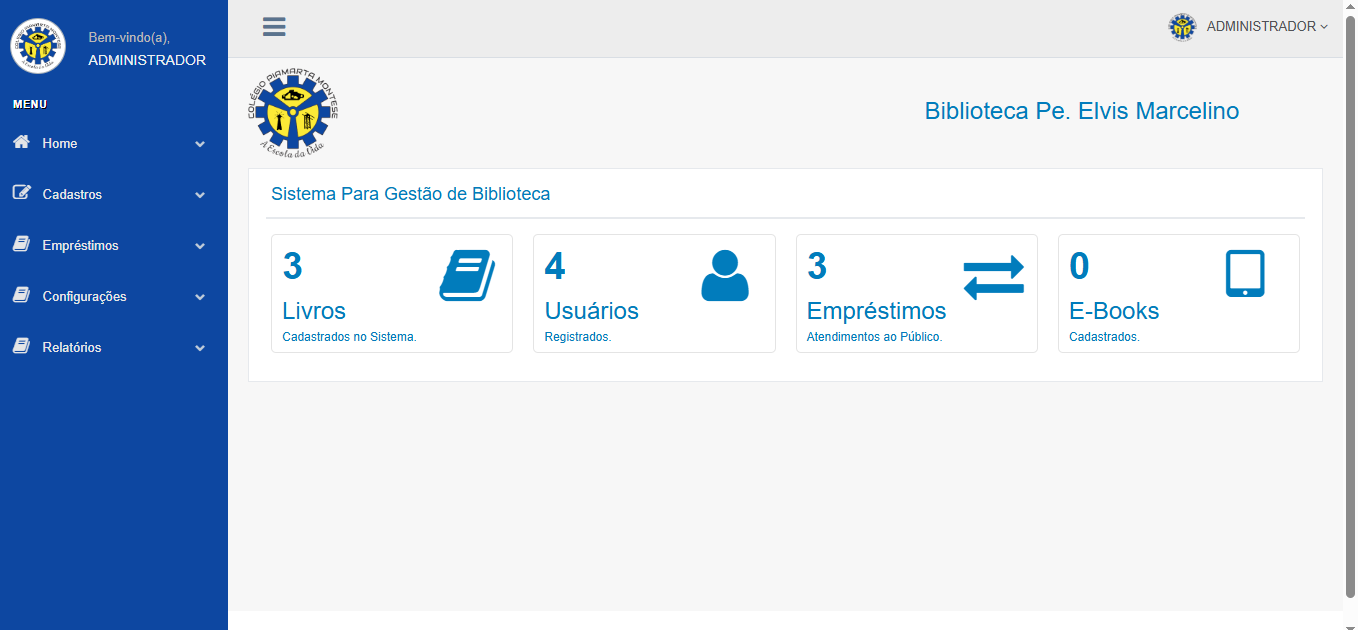 Bem-vindo(a),
ADMINISTRADOR
MENU
Home
Cadastros
Empréstimos
Configurações
Relatórios
ADMINISTRADOR
COLÉGIO PIAMARTA MONTESE
A Escola da Vida
Biblioteca Pe. Elvis Marcelino
Sistema Para Gestão de Biblioteca
3
Livros
Cadastrados no Sistema.
4
Usuários
Registrados.
3
Empréstimos
Atendimentos ao Público.
0
E-Books
Cadastrados.